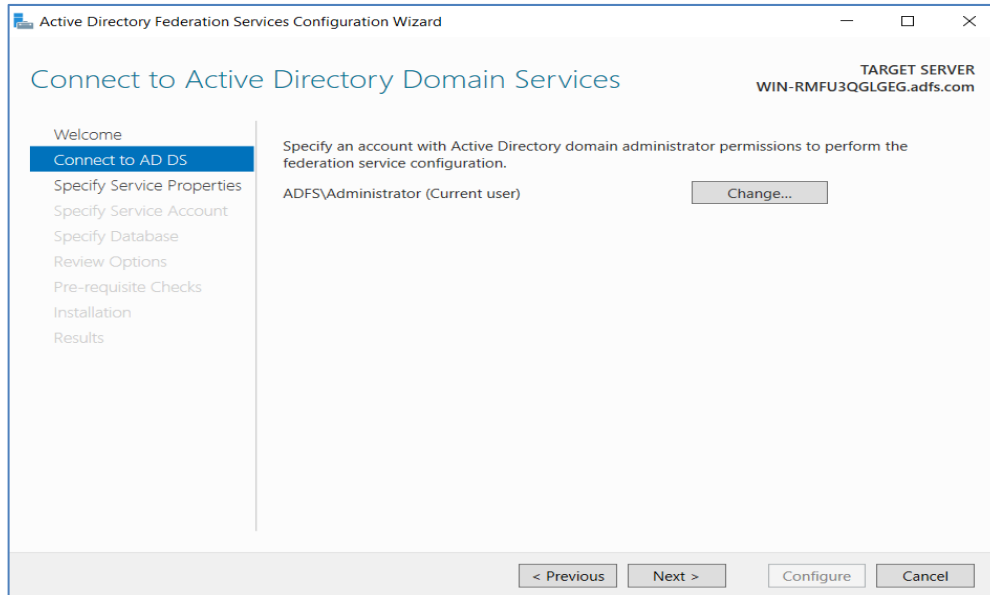 Active Directory Federation Services Configuration Wizard
Connect to Active Directory Domain Services
TARGET SERVER
WIN-RMFU3QGLGEG.adfs.com
Welcome
Connect to AD DS
Specify Service Properties
Specify Service Account
Specify Database
Review Options
Pre-requisite Checks
Installation
Results
Specify an account with Active Directory domain administrator permissions to perform the
federation service configuration.
ADFS\Administrator (Current user)
Change...
< Previous
Next >
Configure
Cancel